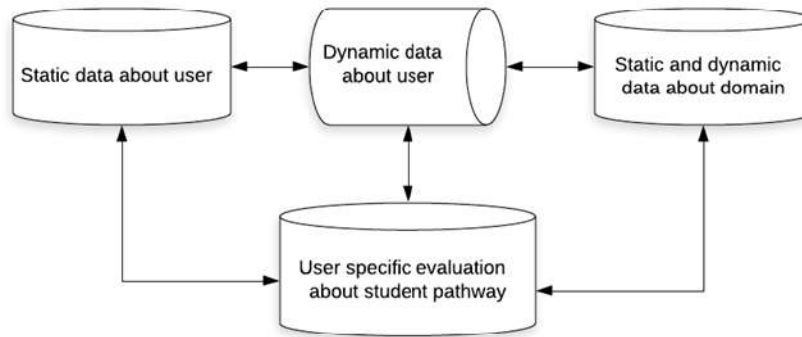 Static data about user
Dynamic data
about user
Static and dynamic
data about domain
User specific evaluation
about student pathway